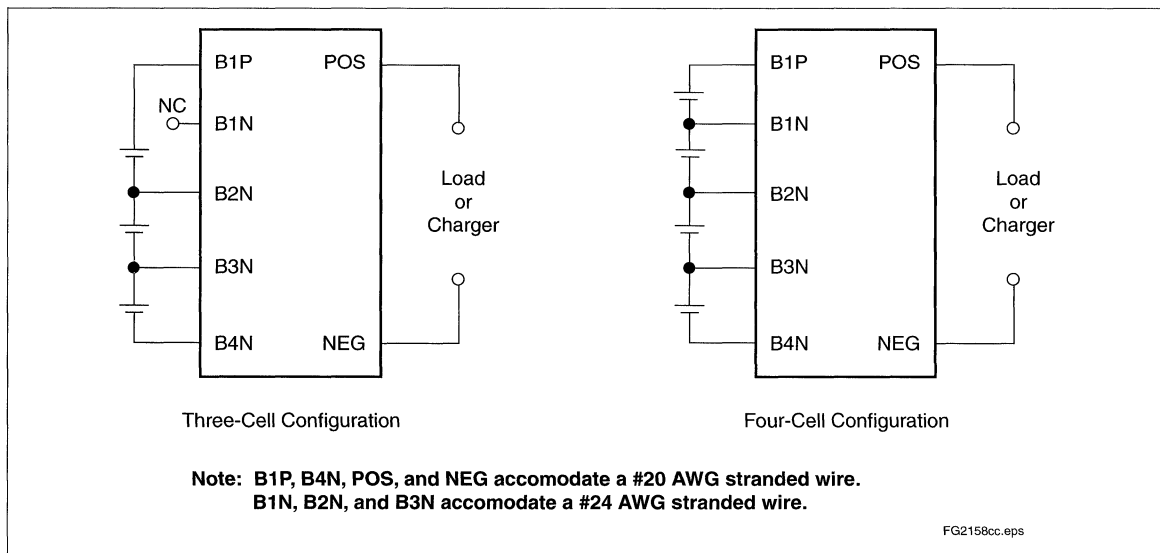 B1P POS
NC
B1N
B2N
Load
or
Charger
B3N
B4N NEG
Three-Cell Configuration
B1P POS
B1N
B2N
Load
or
Charger
B3N
B4N NEG
Four-Cell Configuration
Note: B1P, B4N, POS, and NEG accomodate a #20 AWG stranded wire.
B1N, B2N, and B3N accomodate a #24 AWG stranded wire.
FG2158cc.eps